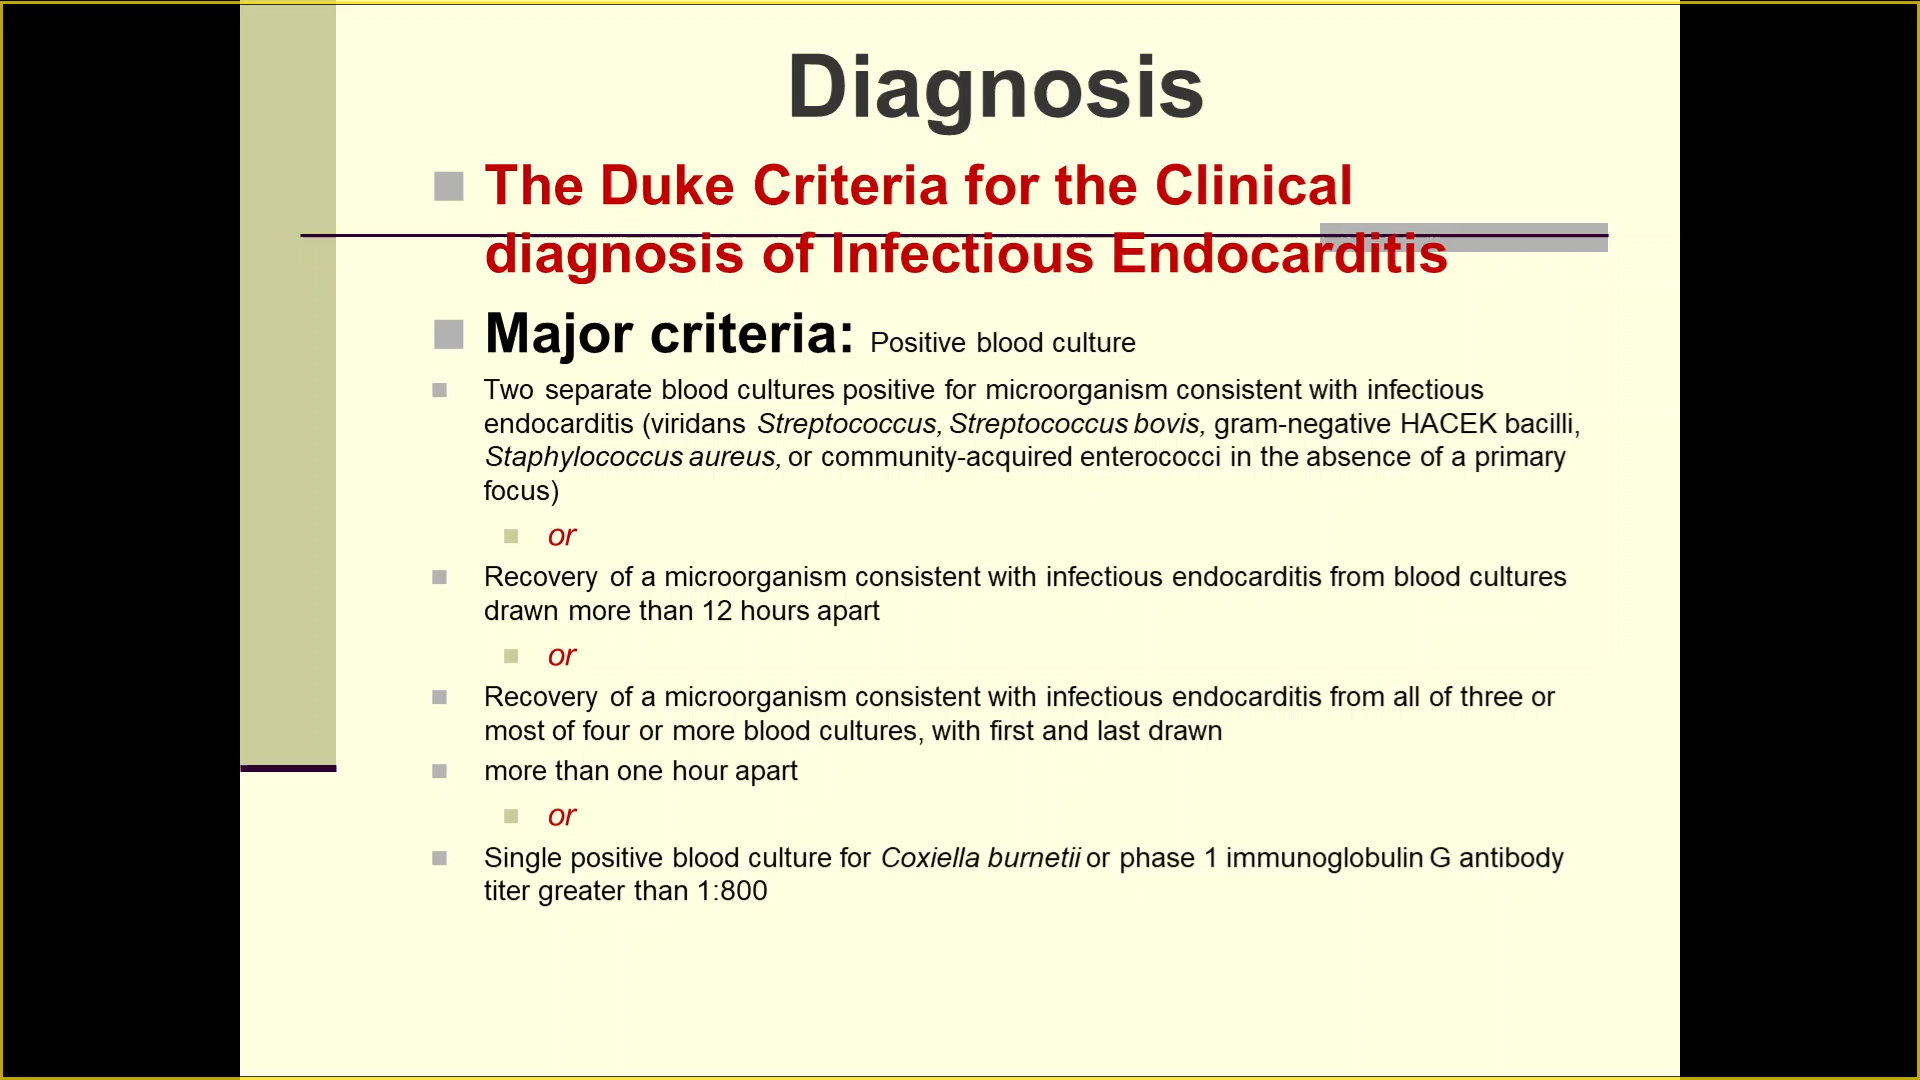 Diagnosis
The Duke Criteria for the Clinical
diagnosis of Infectious Endocarditis
Major criteria: Positive blood culture
Two separate blood cultures positive for microorganism consistent with infectious
endocarditis (viridans Streptococcus, Streptococcus bovis, gram-negative HACEK bacilli,
Staphylococcus aureus, or community-acquired enterococci in the absence of a primary
focus)
or
Recovery of a microorganism consistent with infectious endocarditis from blood cultures
drawn more than 12 hours apart
or
Recovery of a microorganism consistent with infectious endocarditis from all of three or
most of four or more blood cultures, with first and last drawn
more than one hour apart
or
Single positive blood culture for Coxiella burnetii or phase 1 immunoglobulin G antibody
titer greater than 1:800